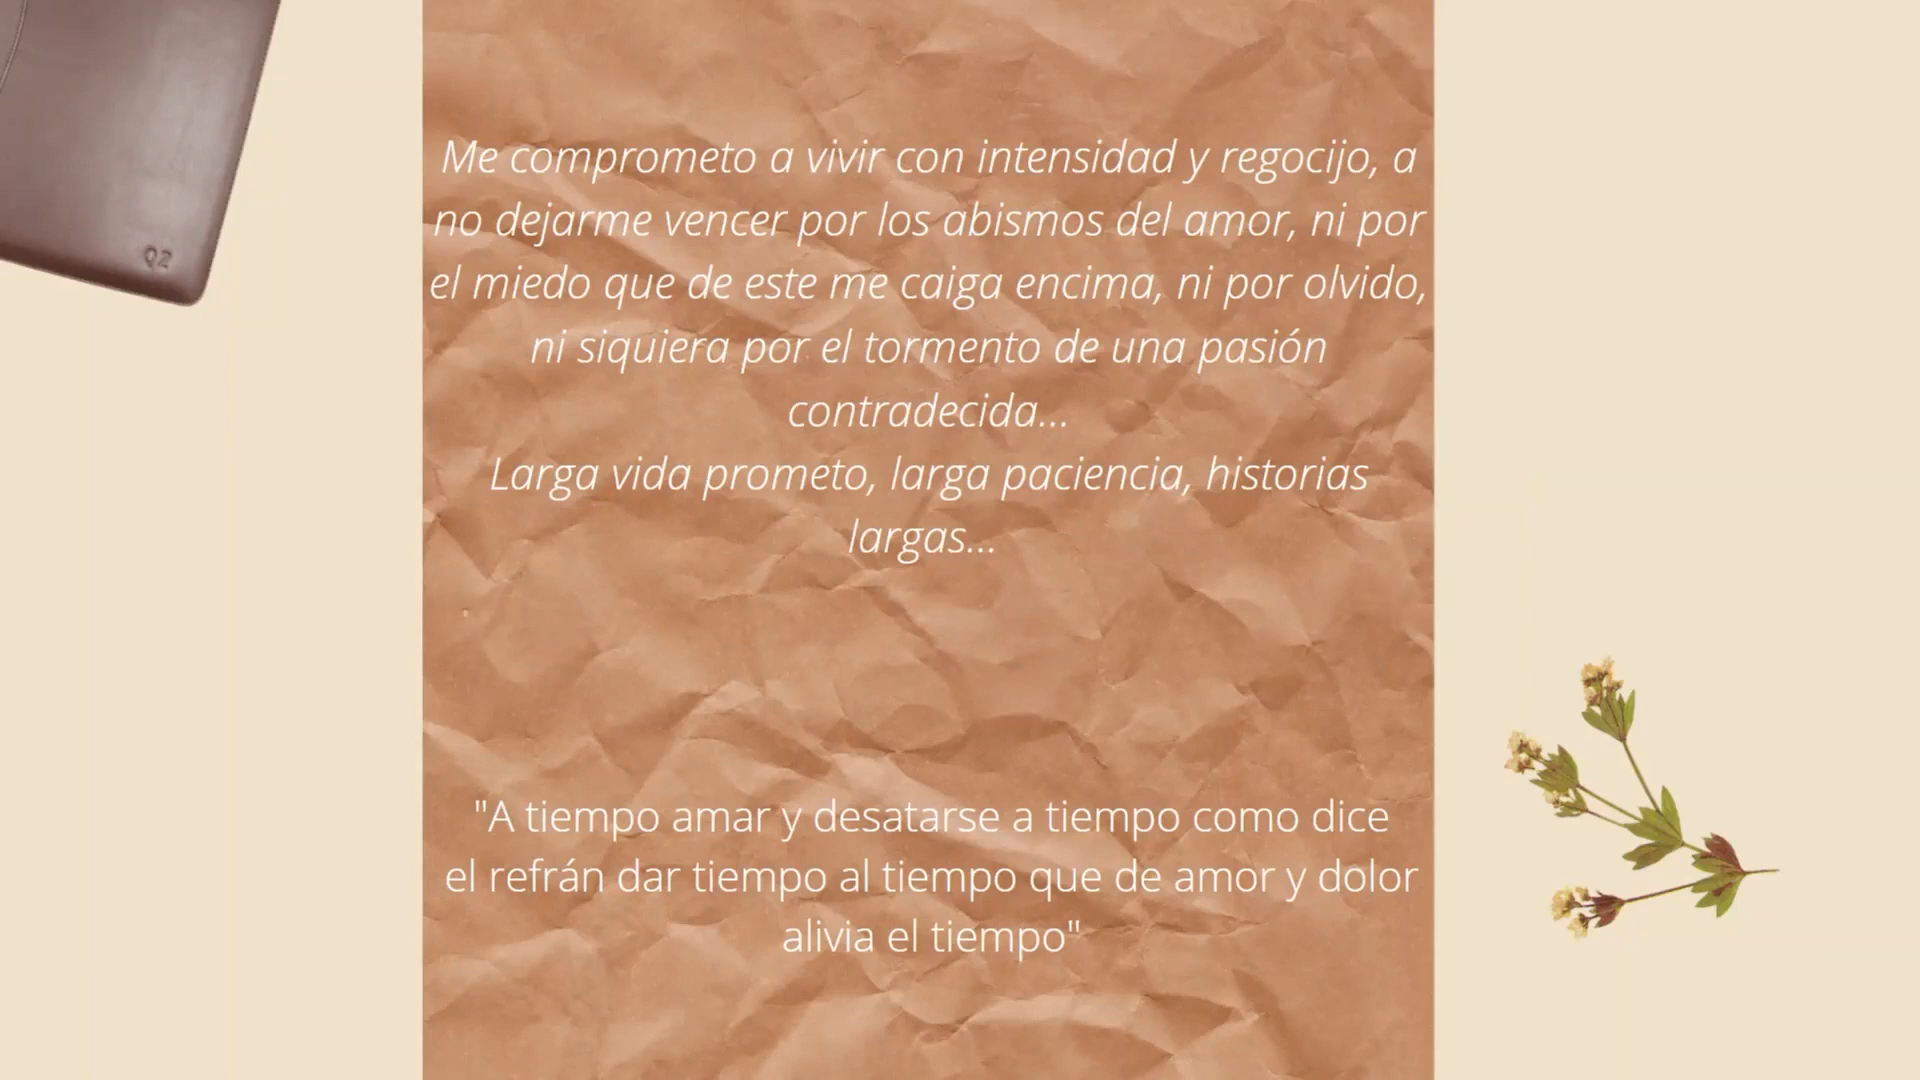 Q2
Me comprometo a vivir con intensidad y regocijo, a
no dejarme vencer por los abismos del amor, ni por
el miedo que de este me caiga encima, ni por olvido,
ni siquiera por el tormento de una pasión
contradecida...
Larga vida prometo, larga paciencia, historias
largas...
"A tiempo amar y desatarse a tiempo como dice
el refrán dar tiempo al tiempo que de amor y dolor
alivia el tiempo"